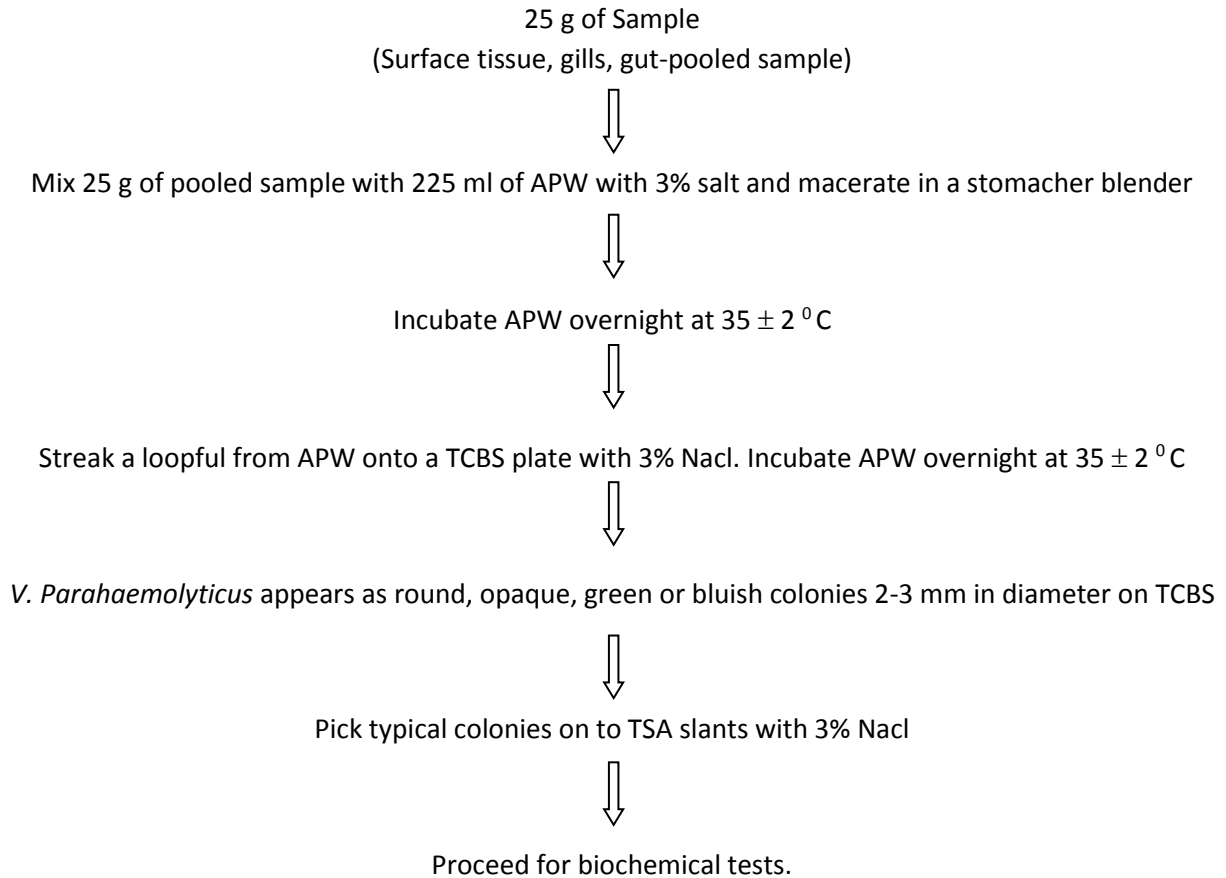 25 g of Sample
(Surface tissue, gills, gut-pooled sample)
Mix 25 g of pooled sample with 225 ml of APW with 3% salt and macerate in a stomacher blender
Incubate APW overnight at 35 ± 2 ⁰ C
Streak a loopful from APW onto a TCBS plate with 3% Nacl. Incubate APW overnight at 35 ± 2 ⁰ C
V. Parahaemolyticus appears as round, opaque, green or bluish colonies 2-3 mm in diameter on TCBS
Pick typical colonies on to TSA slants with 3% Nacl
Proceed for biochemical tests.